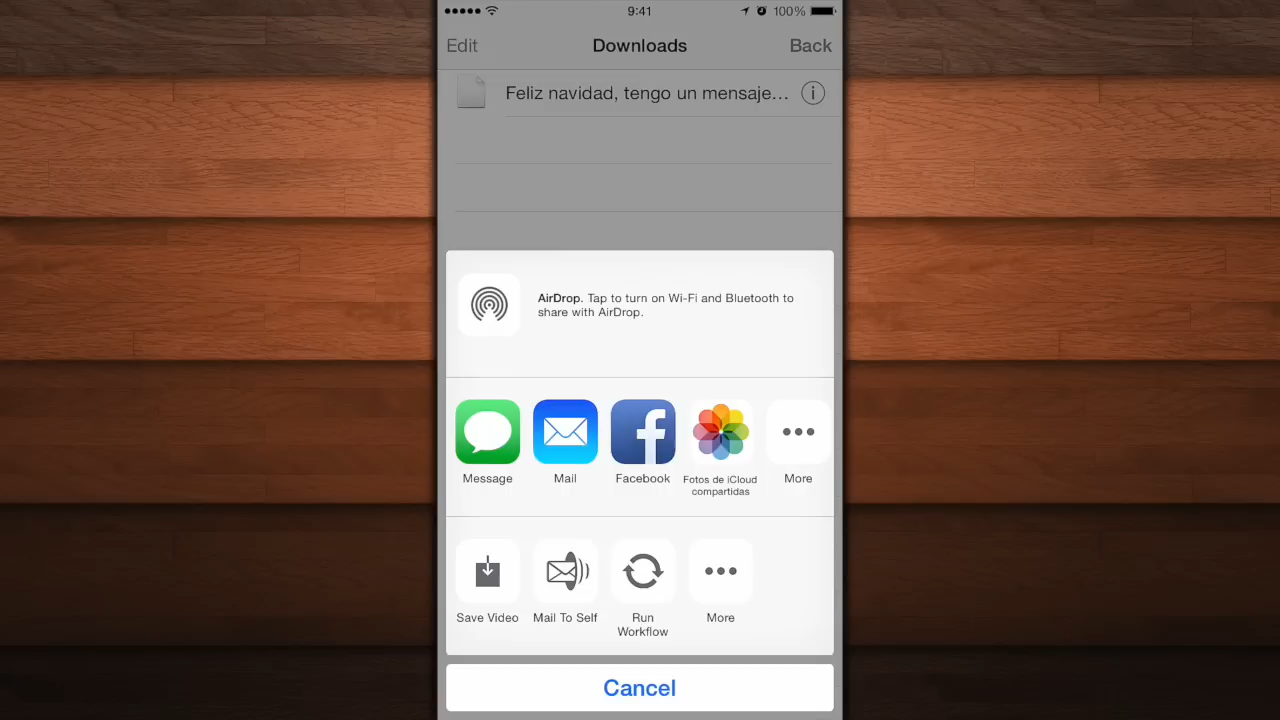 9:41
100%
Edit
Downloads
Back
Feliz navidad, tengo un mensaje...
AirDrop. Tap to turn on Wi-Fi and Bluetooth to
share with AirDrop.
Message
Mail
Facebook
Fotos de iCloud
compartidas
More
Save Video
Mail To Self
Run
Workflow
More
Cancel